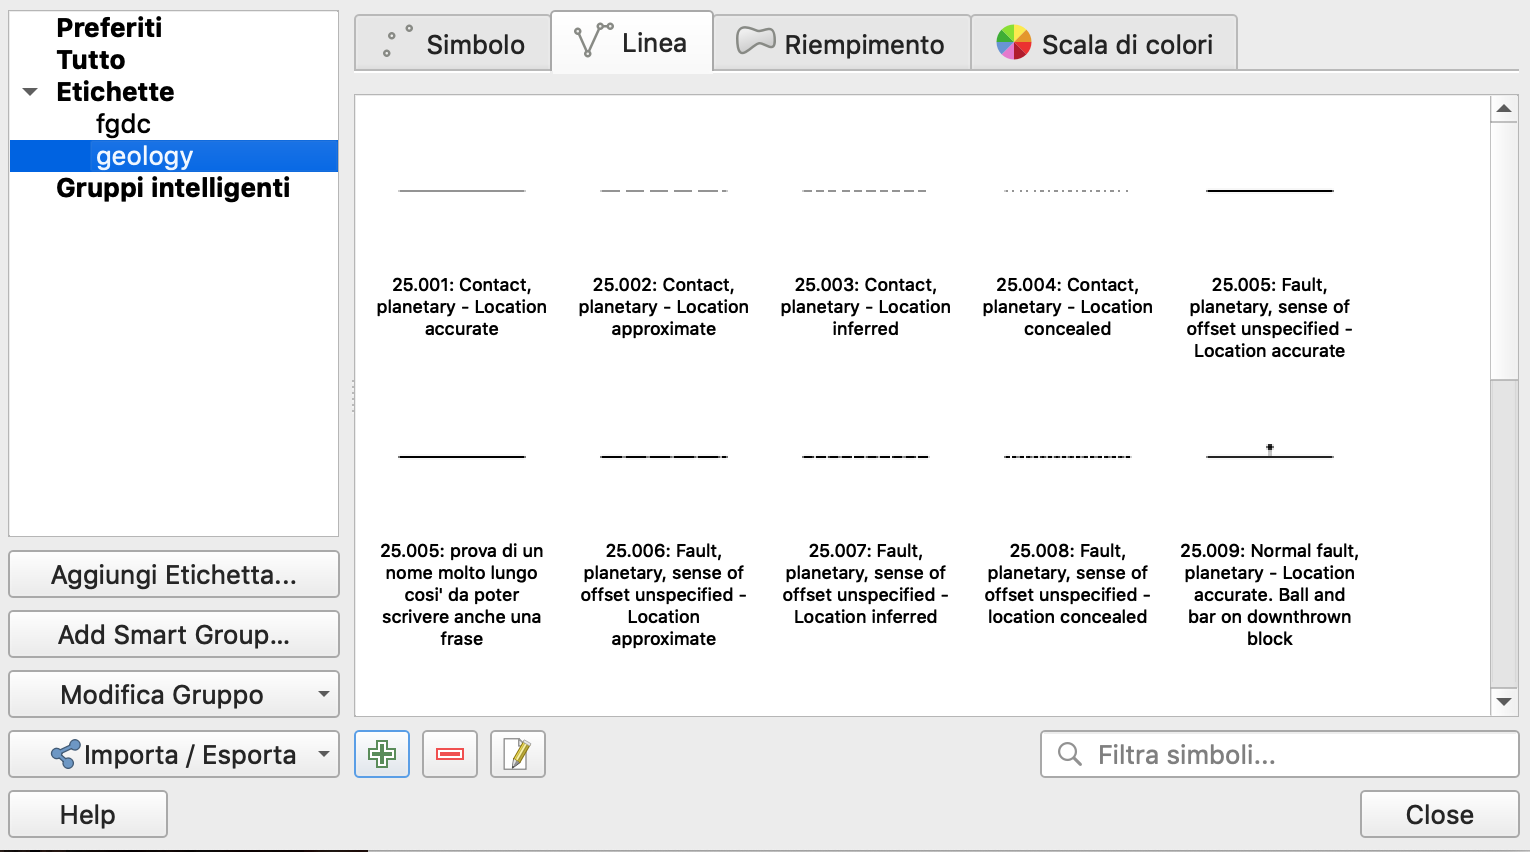 Preferiti
Tutto
Etichette
fgdc
geology
Gruppi intelligenti
Aggiungi Etichetta...
Add Smart Group...
Modifica Gruppo
Importa / Esporta
Help
Simbolo
Linea
Riempimento
Scala di colori
25.001: Contact,
planetary - Location
accurate
25.002: Contact,
planetary - Location
approximate
25.003: Contact,
planetary - Location
inferred
25.004: Contact,
planetary - Location
concealed
25.005: Fault,
planetary, sense of
offset unspecified -
Location accurate
25.005: prova di un
nome molto lungo
cosi' da poter
scrivere anche una
frase
25.006: Fault,
planetary, sense of
offset unspecified -
Location
approximate
25.007: Fault,
planetary, sense of
offset unspecified -
Location inferred
25.008: Fault,
planetary, sense of
offset unspecified -
location concealed
25.009: Normal fault,
planetary - Location
accurate. Ball and
bar on downthrown
block
Filtra simboli...
Close